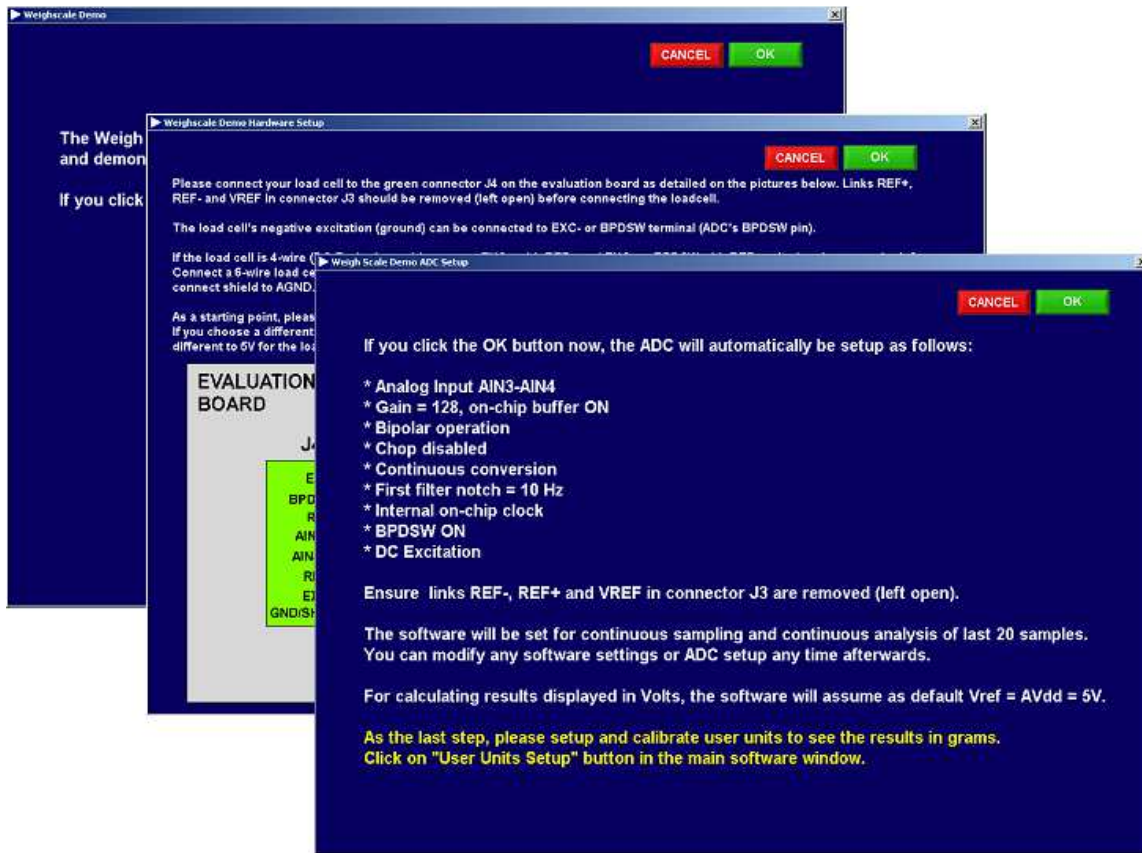 Weighscale Demo
CANCEL OK
The Weigh
and demon
If you click
Weighscale Demo Hardware Setup
CANCEL OK
Please connect your load cell to the green connector J4 on the evaluation board as detailed on the pictures below. Links REF+,
REF- and VREF in connector J3 should be removed (left open) before connecting the loadcell.
The load cell's negative excitation (ground) can be connected to EXC- or BPDSW terminal (ADC's BPDSW pin).
If the load cell is 4-wire
Connect a 6-wire load ce
connect shield to AGND.
As a starting point, pleas
If you choose a different
different to 5V for the loa
EVALUATION
BOARD
J4
E
BPD
R
AIN
AIN
RE
EX
GND/SH
Weigh Scale Demo ADC Setup
CANCEL OK
If you click the OK button now, the ADC will automatically be setup as follows:
* Analog Input AIN3-AIN4
* Gain = 128, on-chip buffer ON
* Bipolar operation
* Chop disabled
* Continuous conversion
* First filter notch = 10 Hz
* Internal on-chip clock
* BPDSW ON
* DC Excitation
Ensure links REF-, REF+ and VREF in connector J3 are removed (left open).
The software will be set for continuous sampling and continuous analysis of last 20 samples.
You can modify any software settings or ADC setup any time afterwards.
For calculating results displayed in Volts, the software will assume as default Vref = AVdd = 5V.
As the last step, please setup and calibrate user units to see the results in grams.
Click on "User Units Setup" button in the main software window.